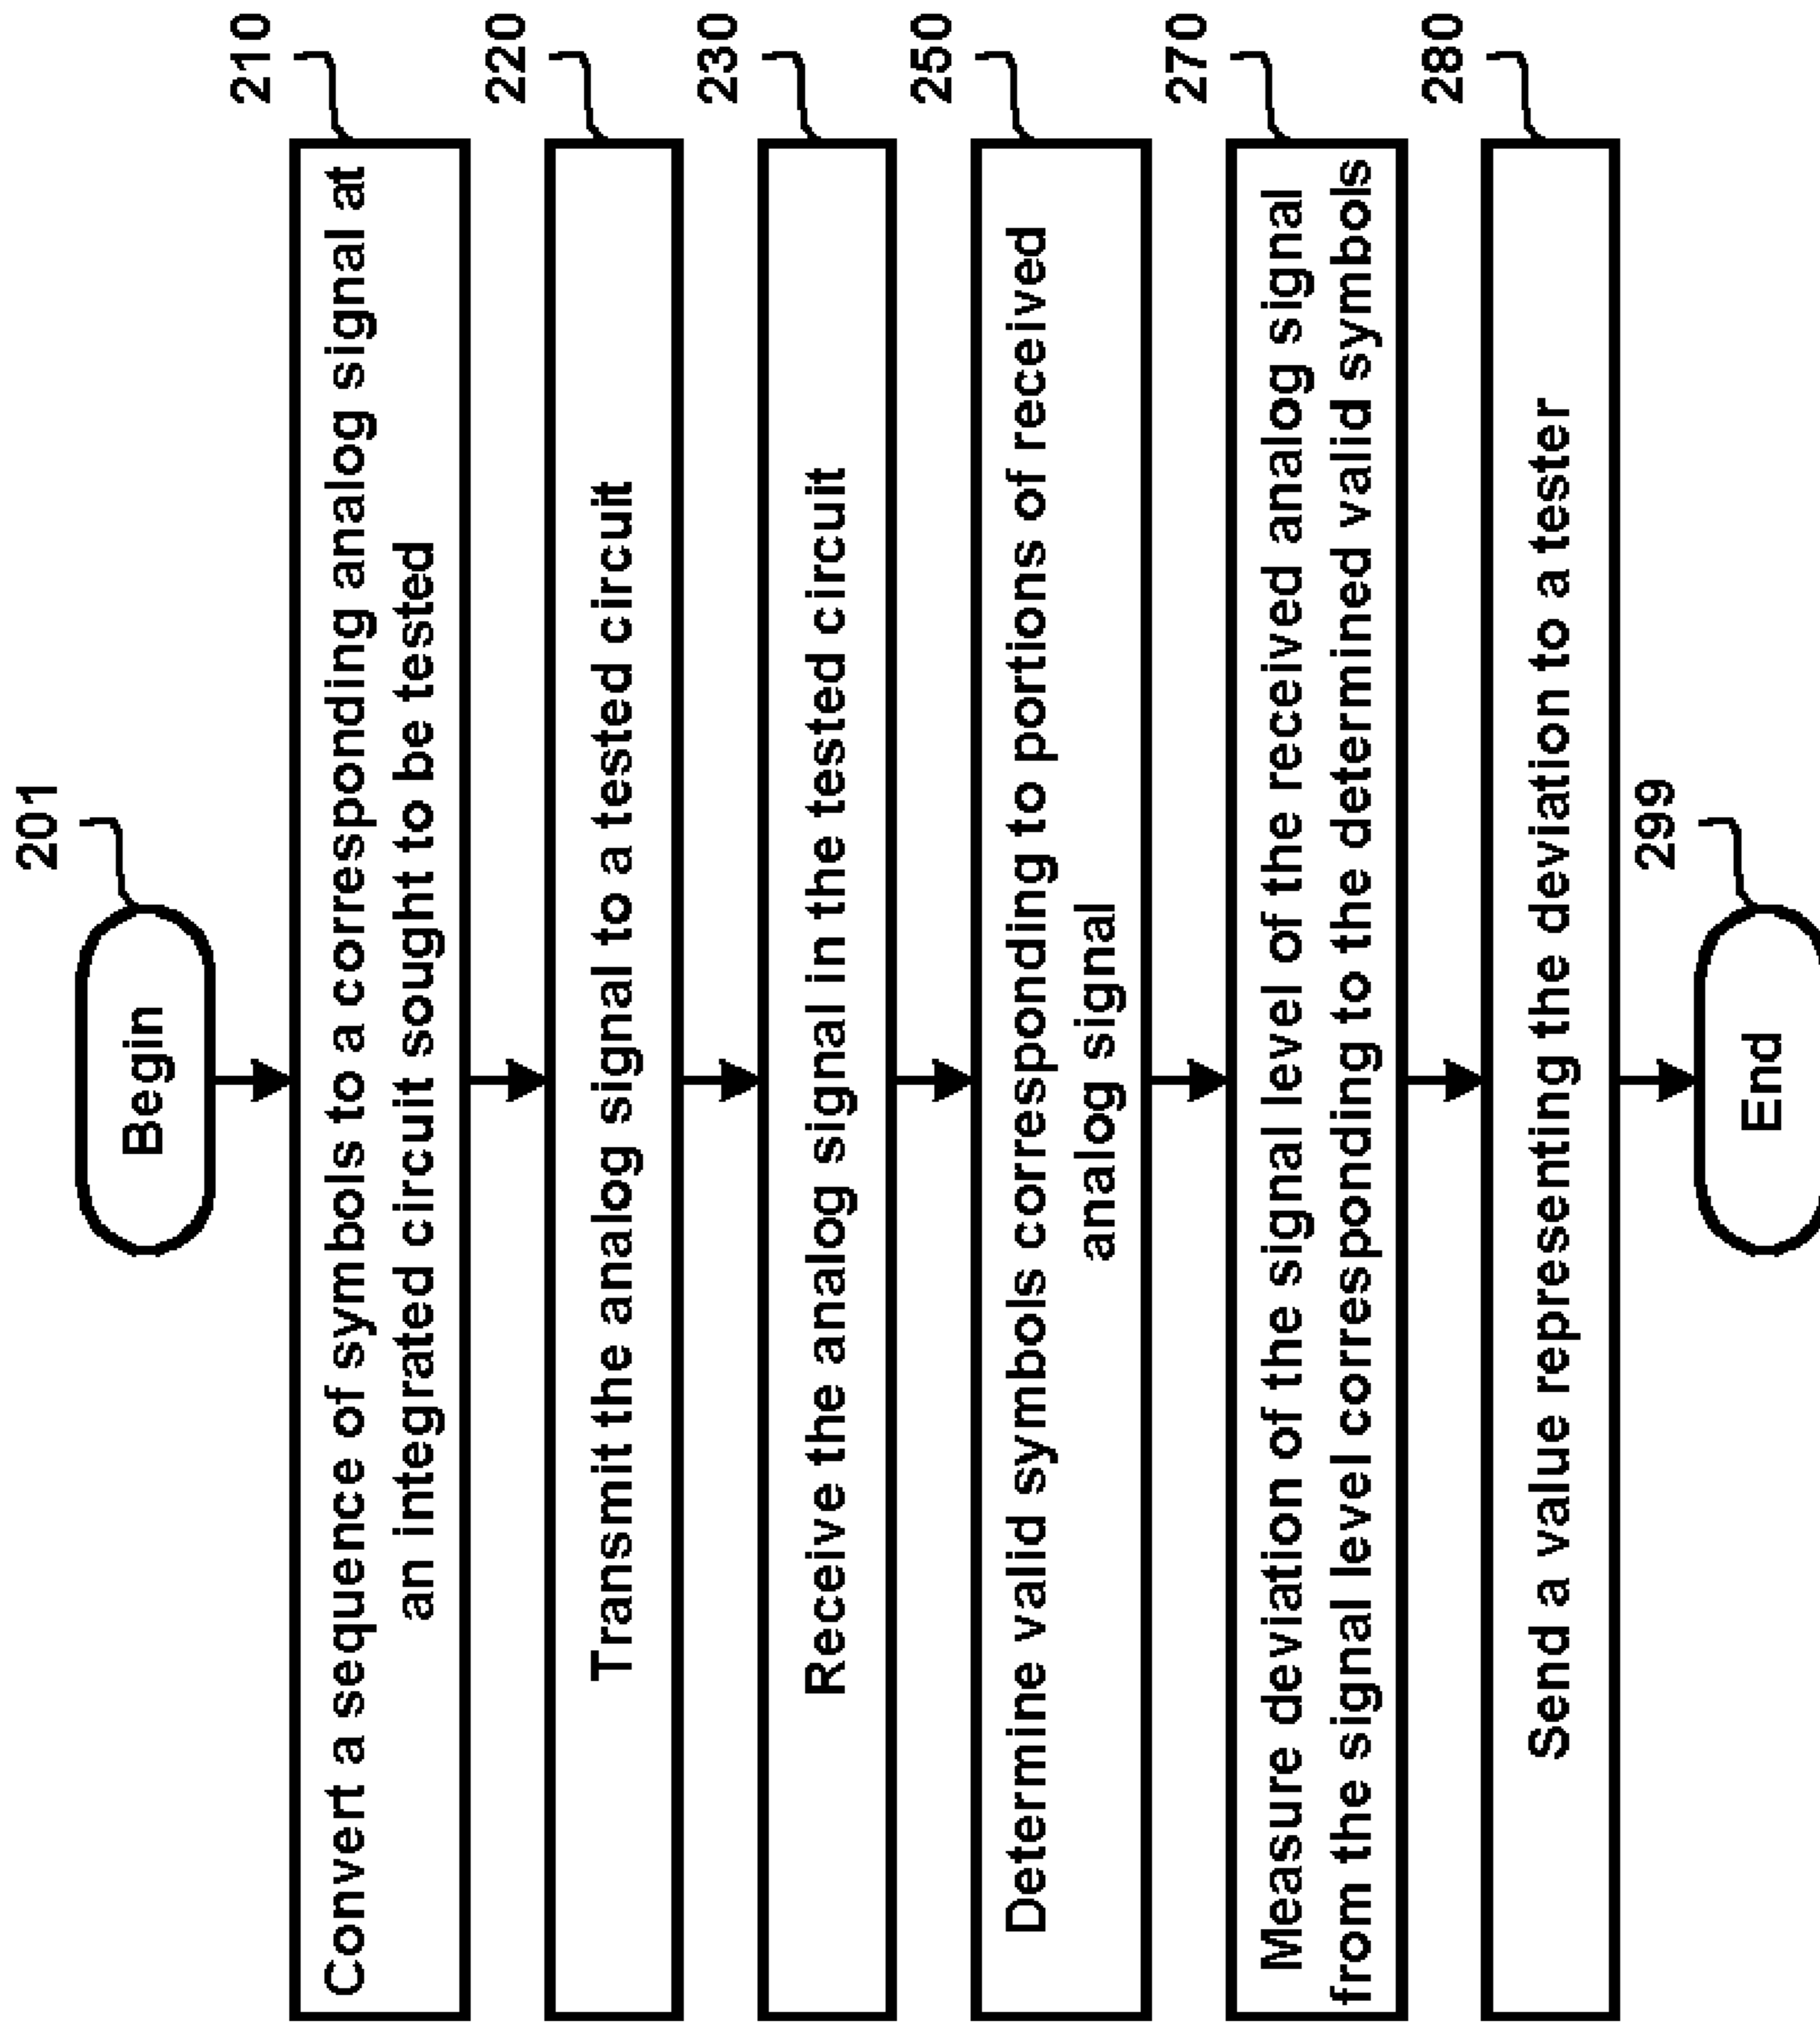 201
Begin
210
Convert a sequence of symbols to a corresponding analog signal at
an integrated circuit sought to be tested
220
Transmit the analog signal to a tested circuit
230
Receive the analog signal in the tested circuit
250
Determine valid symbols corresponding to portions of received
analog signal
270
Measure deviation of the signal level of the received analog signal
from the signal level corresponding to the determined valid symbols
280
Send a value representing the deviation to a tester
299
End